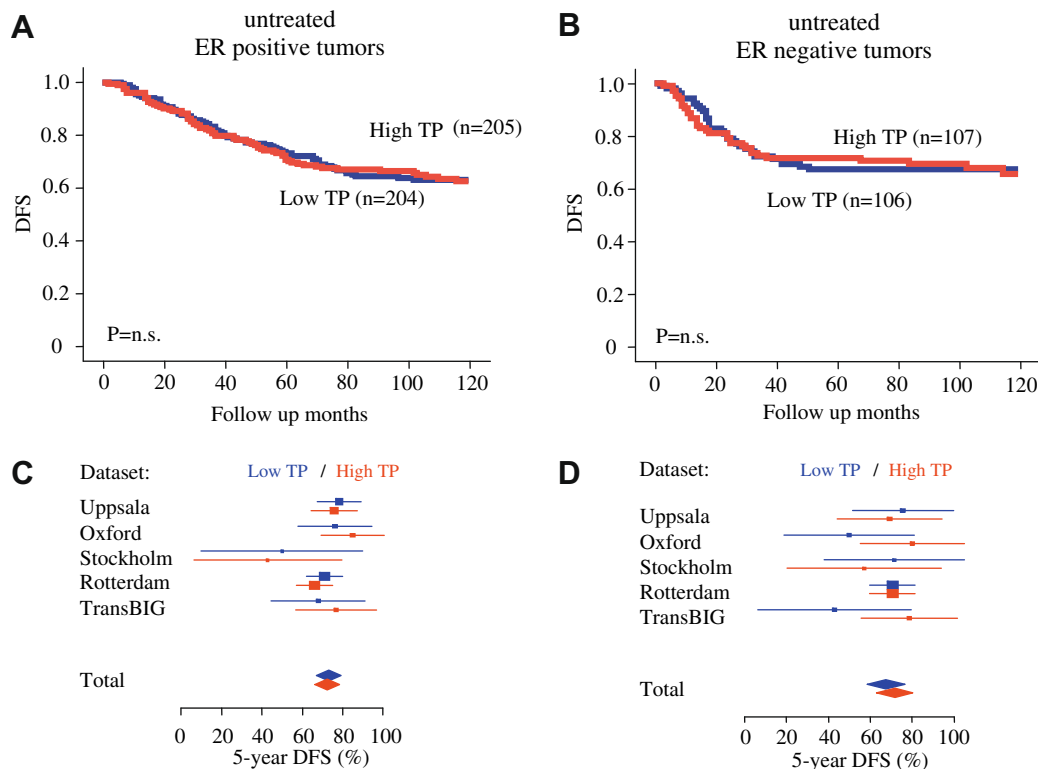 A
untreated
ER positive tumors
DFS
1.0
0.8
0.6
0.4
0.2
0
High TP (n=205)
Low TP (n=204)
P=n.s.
0 20 40 60 80 100 120
Follow up months
B
untreated
ER negative tumors
DFS
1.0
0.8
0.6
0.4
0.2
0
High TP (n=107)
Low TP (n=106)
P=n.s.
0 20 40 60 80 100 120
Follow up months
C
Dataset: Low TP / High TP
Uppsala
Oxford
Stockholm
Rotterdam
TransBIG
Total
0 20 40 60 80 100
5-year DFS (%)
D
Dataset: Low TP / High TP
Uppsala
Oxford
Stockholm
Rotterdam
TransBIG
Total
0 20 40 60 80 100
5-year DFS (%)